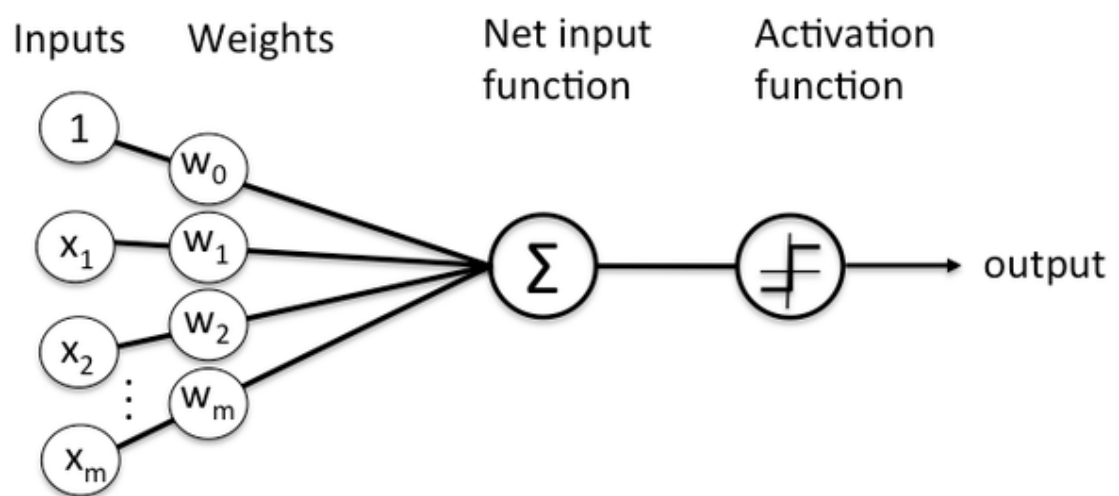 Inputs
Weights
Net input
function
Activation
function
1
w₀
x₁
w₁
x₂
w₂
⋮
xₘ
wₘ
Σ
output